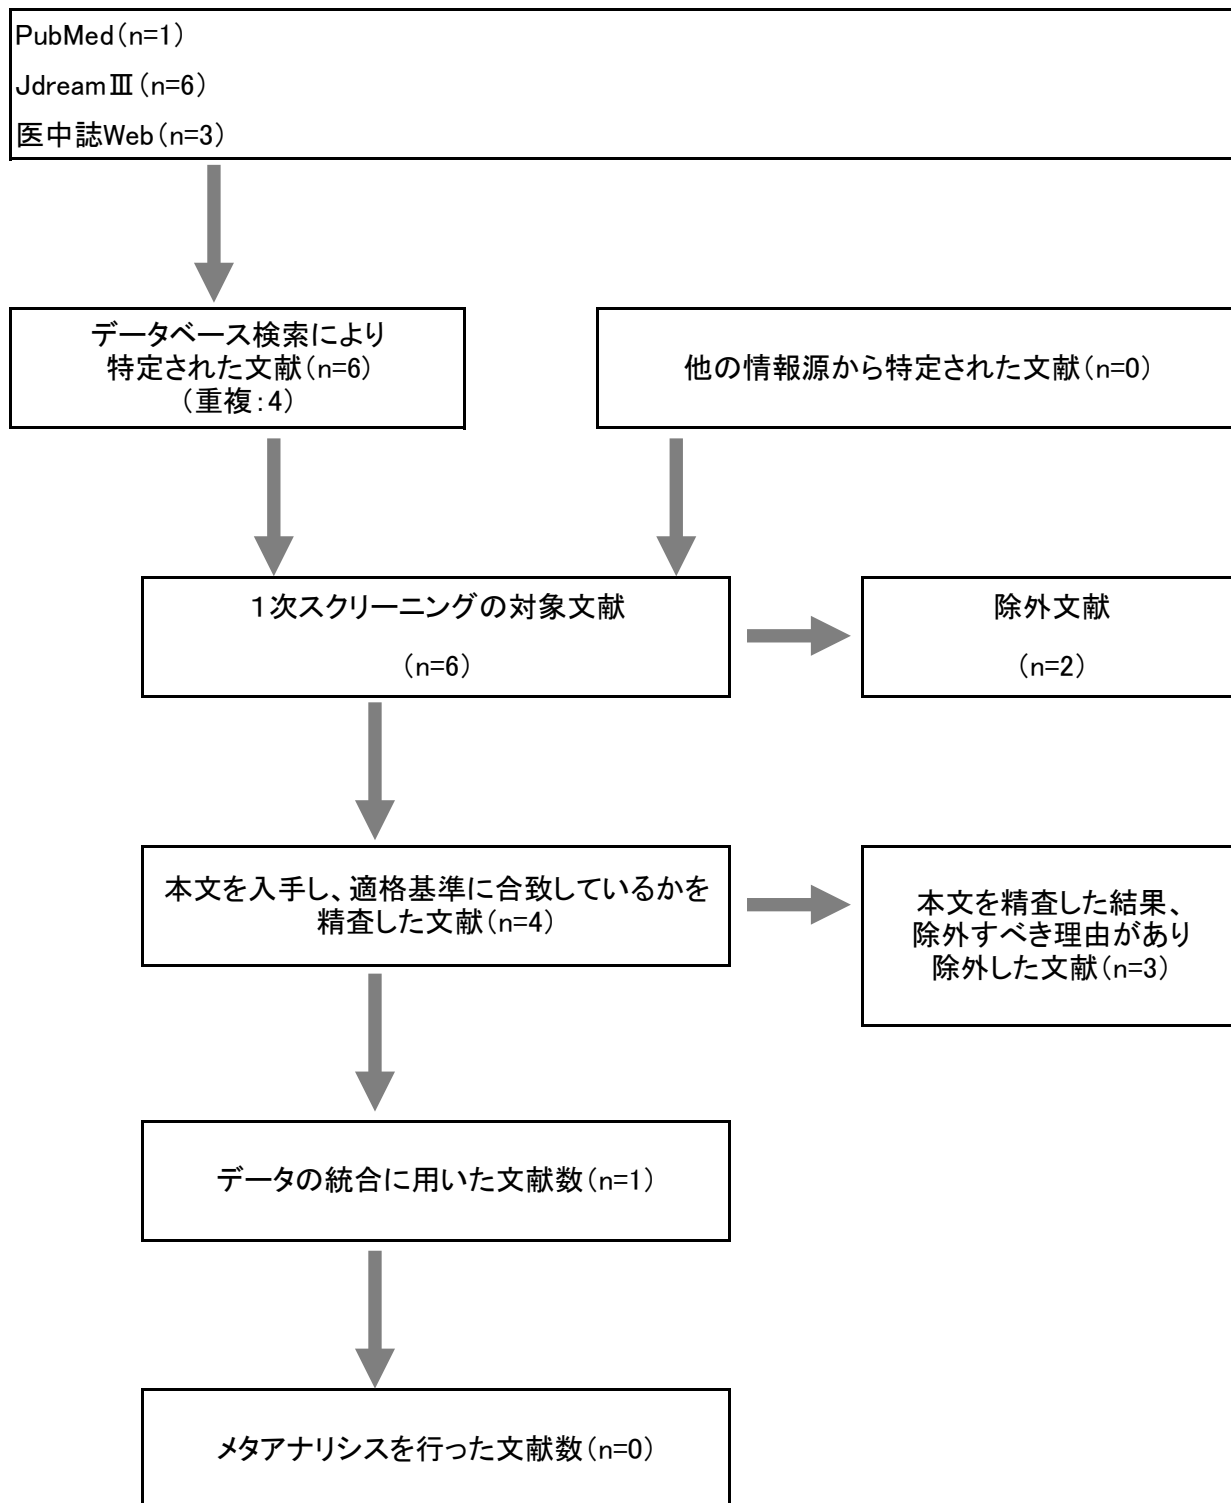 PubMed(n=1)
JdreamⅢ(n=6)
医中誌Web(n=3)
データベース検索により
特定された文献(n=6)
(重複:4)
他の情報源から特定された文献(n=0)
1次スクリーニングの対象文献
(n=6)
除外文献
(n=2)
本文を入手し、適格基準に合致しているかを
精査した文献(n=4)
本文を精査した結果、
除外すべき理由があり
除外した文献(n=3)
データの統合に用いた文献数(n=1)
メタアナリシスを行った文献数(n=0)